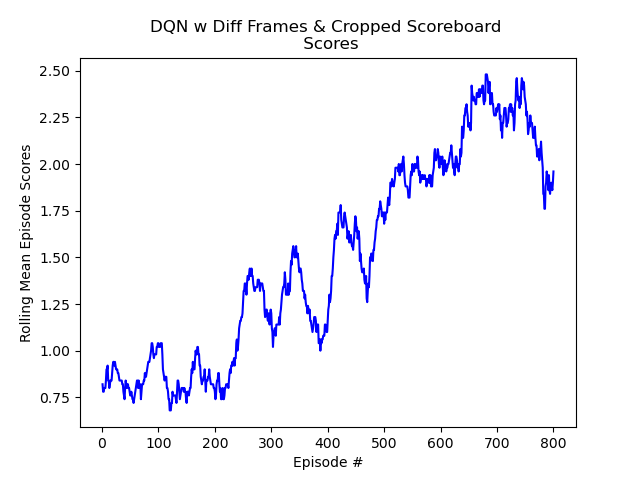 DQN w Diff Frames & Cropped Scoreboard
Scores
2.50
2.25
2.00
1.75
1.50
1.25
1.00
0.75
Rolling Mean Episode Scores
0 100 200 300 400 500 600 700 800
Episode #